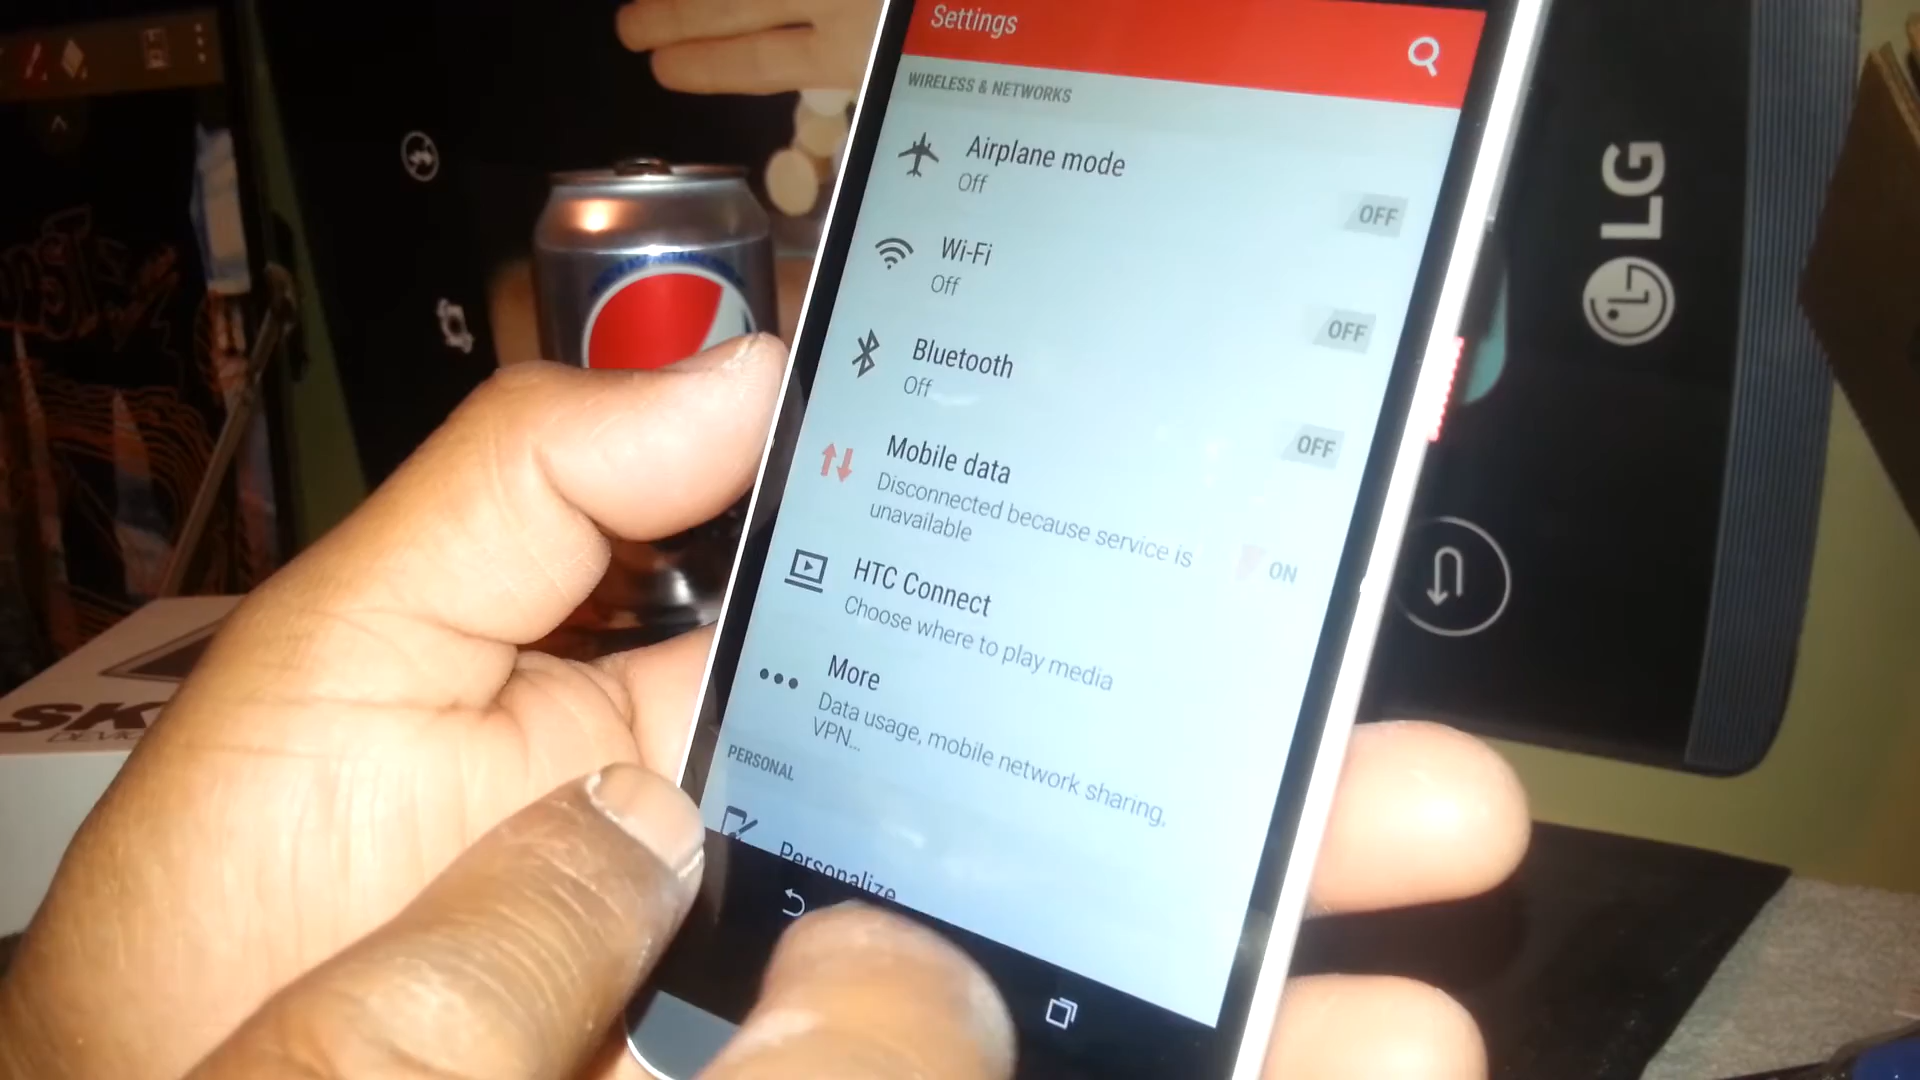 Settings
WIRELESS & NETWORKS
Airplane mode
Off
OFF
Wi-Fi
Off
OFF
Bluetooth
Off
OFF
Mobile data
Disconnected because service is
unavailable
ON
HTC Connect
Choose where to play media
More
Data usage, mobile network sharing,
VPN...
PERSONAL
Personalize
LG